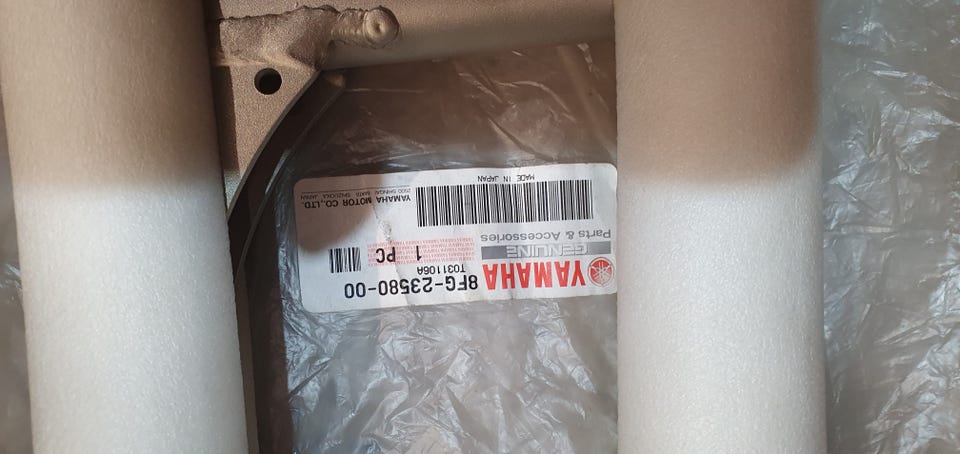 YAMAHA
GENUINE
Parts & Accessories
8FG-23580-00
T031106A
1 PC
YAMAHA MOTOR CO.,LTD.
2500 SHINGAI IWATA SHIZUOKA JAPAN
MADE IN JAPAN